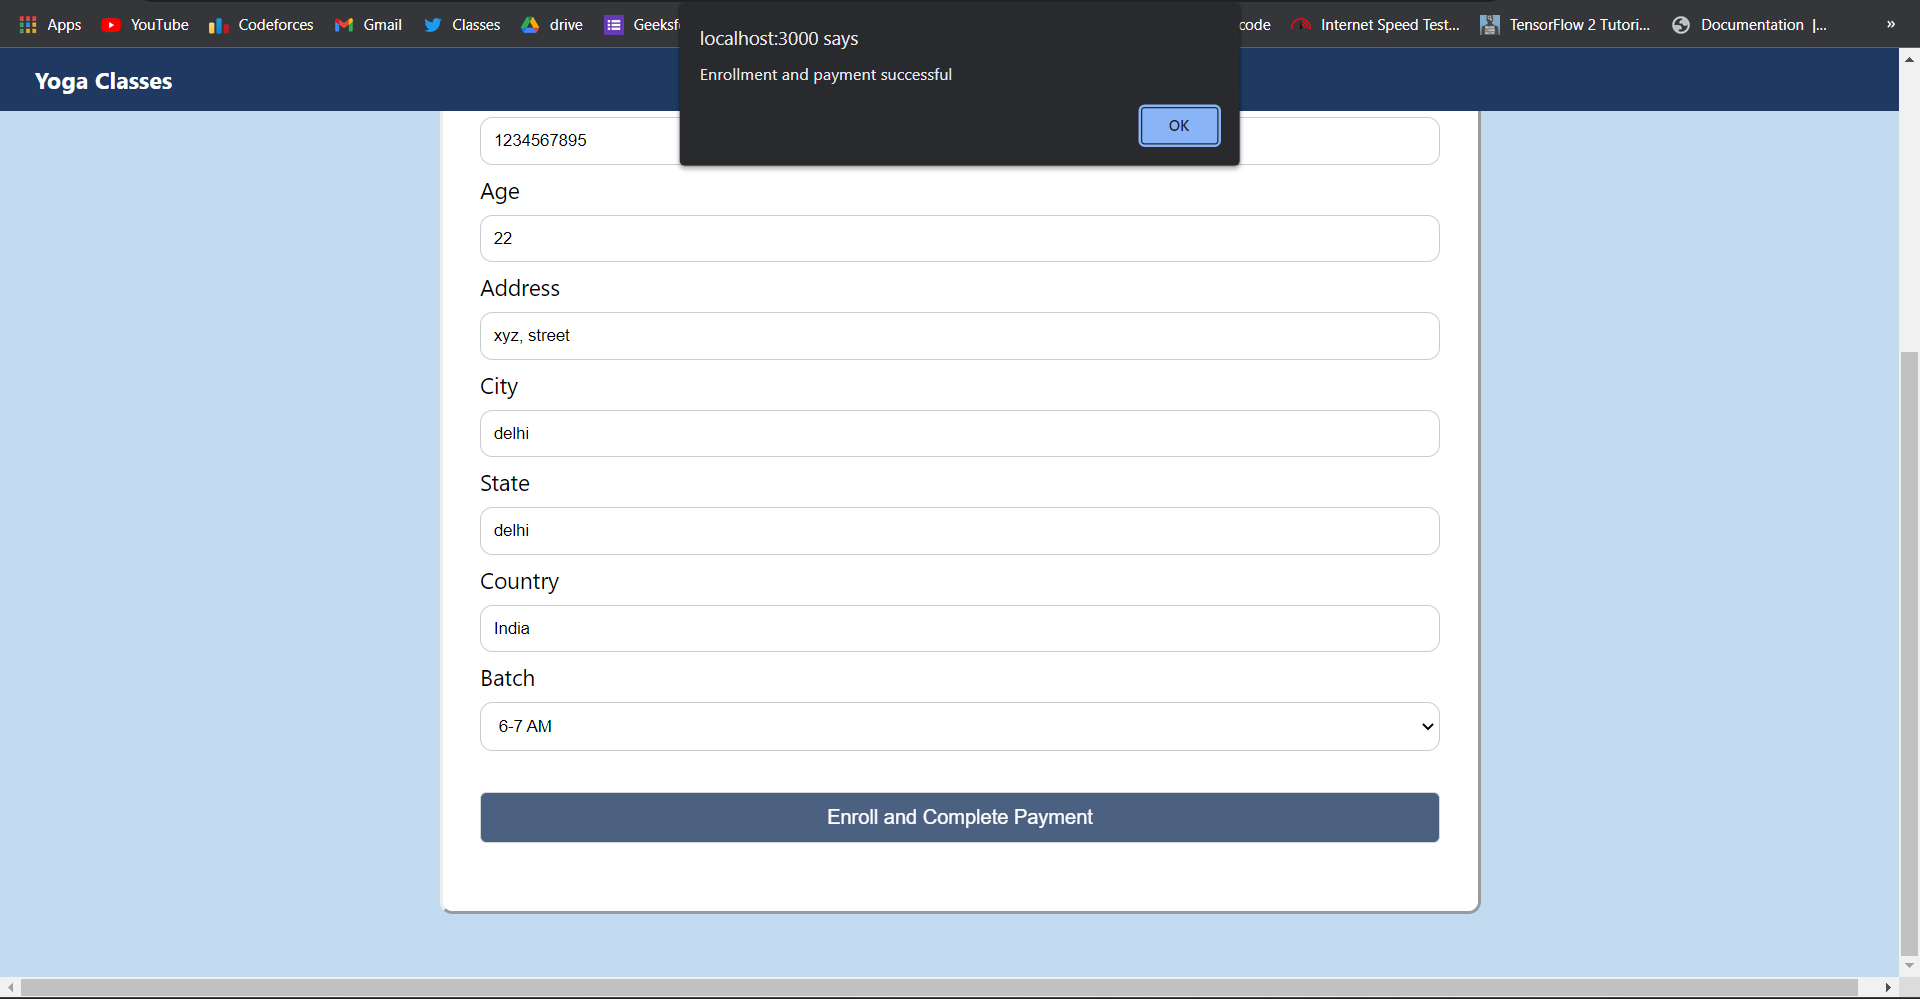 Apps YouTube Codeforces Gmail Classes drive Geeksf code Internet Speed Test... TensorFlow 2 Tutori... Documentation |... »
localhost:3000 says
Enrollment and payment successful
OK
Yoga Classes
1234567895
Age
22
Address
xyz, street
City
delhi
State
delhi
Country
India
Batch
6-7 AM
Enroll and Complete Payment